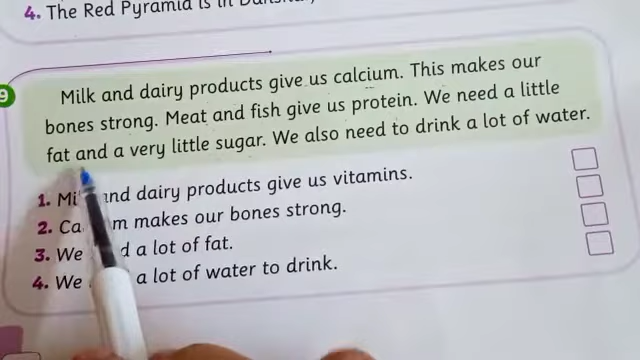 4. The Red Pyramid is in
9
Milk and dairy products give us calcium. This makes our
bones strong. Meat and fish give us protein. We need a little
fat and a very little sugar. We also need to drink a lot of water.
1. and dairy products give us vitamins.
2. makes our bones strong.
3. We a lot of fat.
4. We a lot of water to drink.